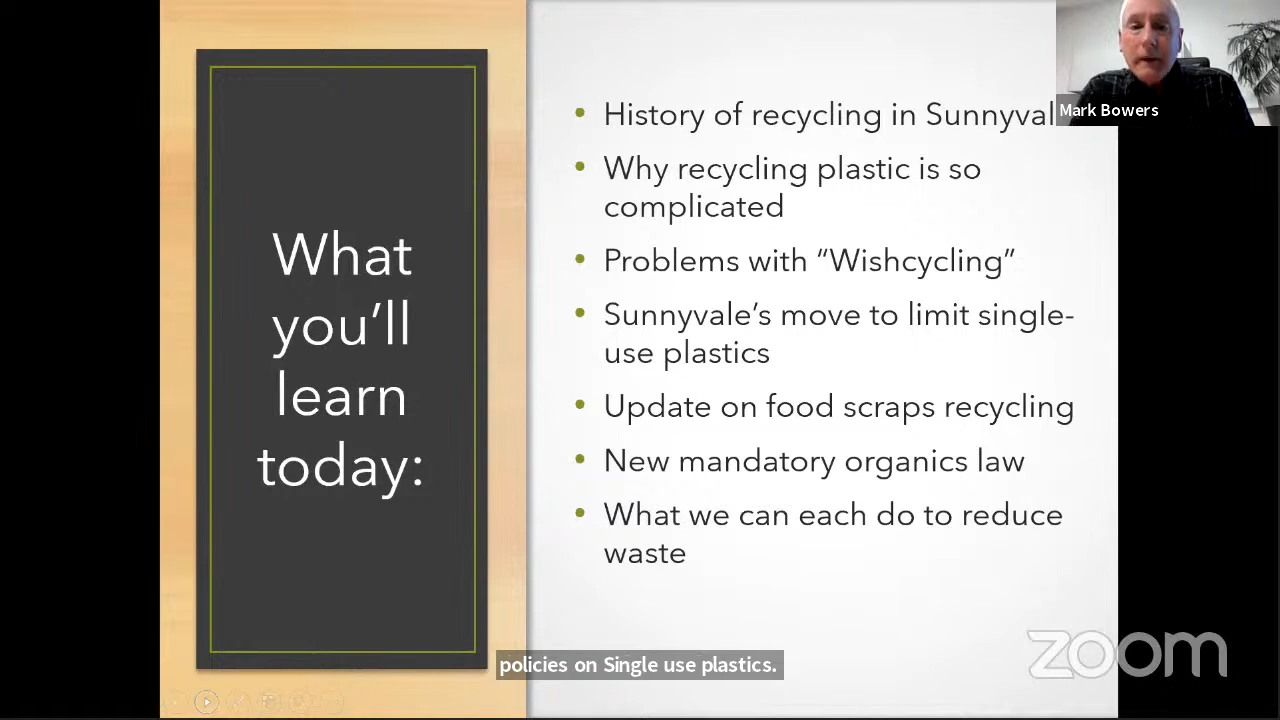 What
you’ll
learn
today:
• History of recycling in Sunnyval
• Why recycling plastic is so
complicated
• Problems with “Wishcycling”
• Sunnyvale’s move to limit single-
use plastics
• Update on food scraps recycling
• New mandatory organics law
• What we can each do to reduce
waste
Mark Bowers
policies on Single use plastics.
zoom